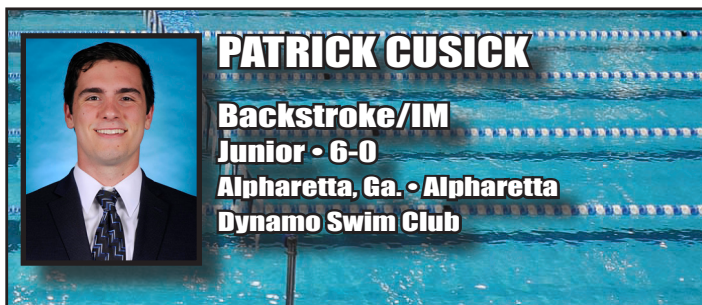 PATRICK CUSICK
Backstroke/IM
Junior • 6-0
Alpharetta, Ga. • Alpharetta
Dynamo Swim Club